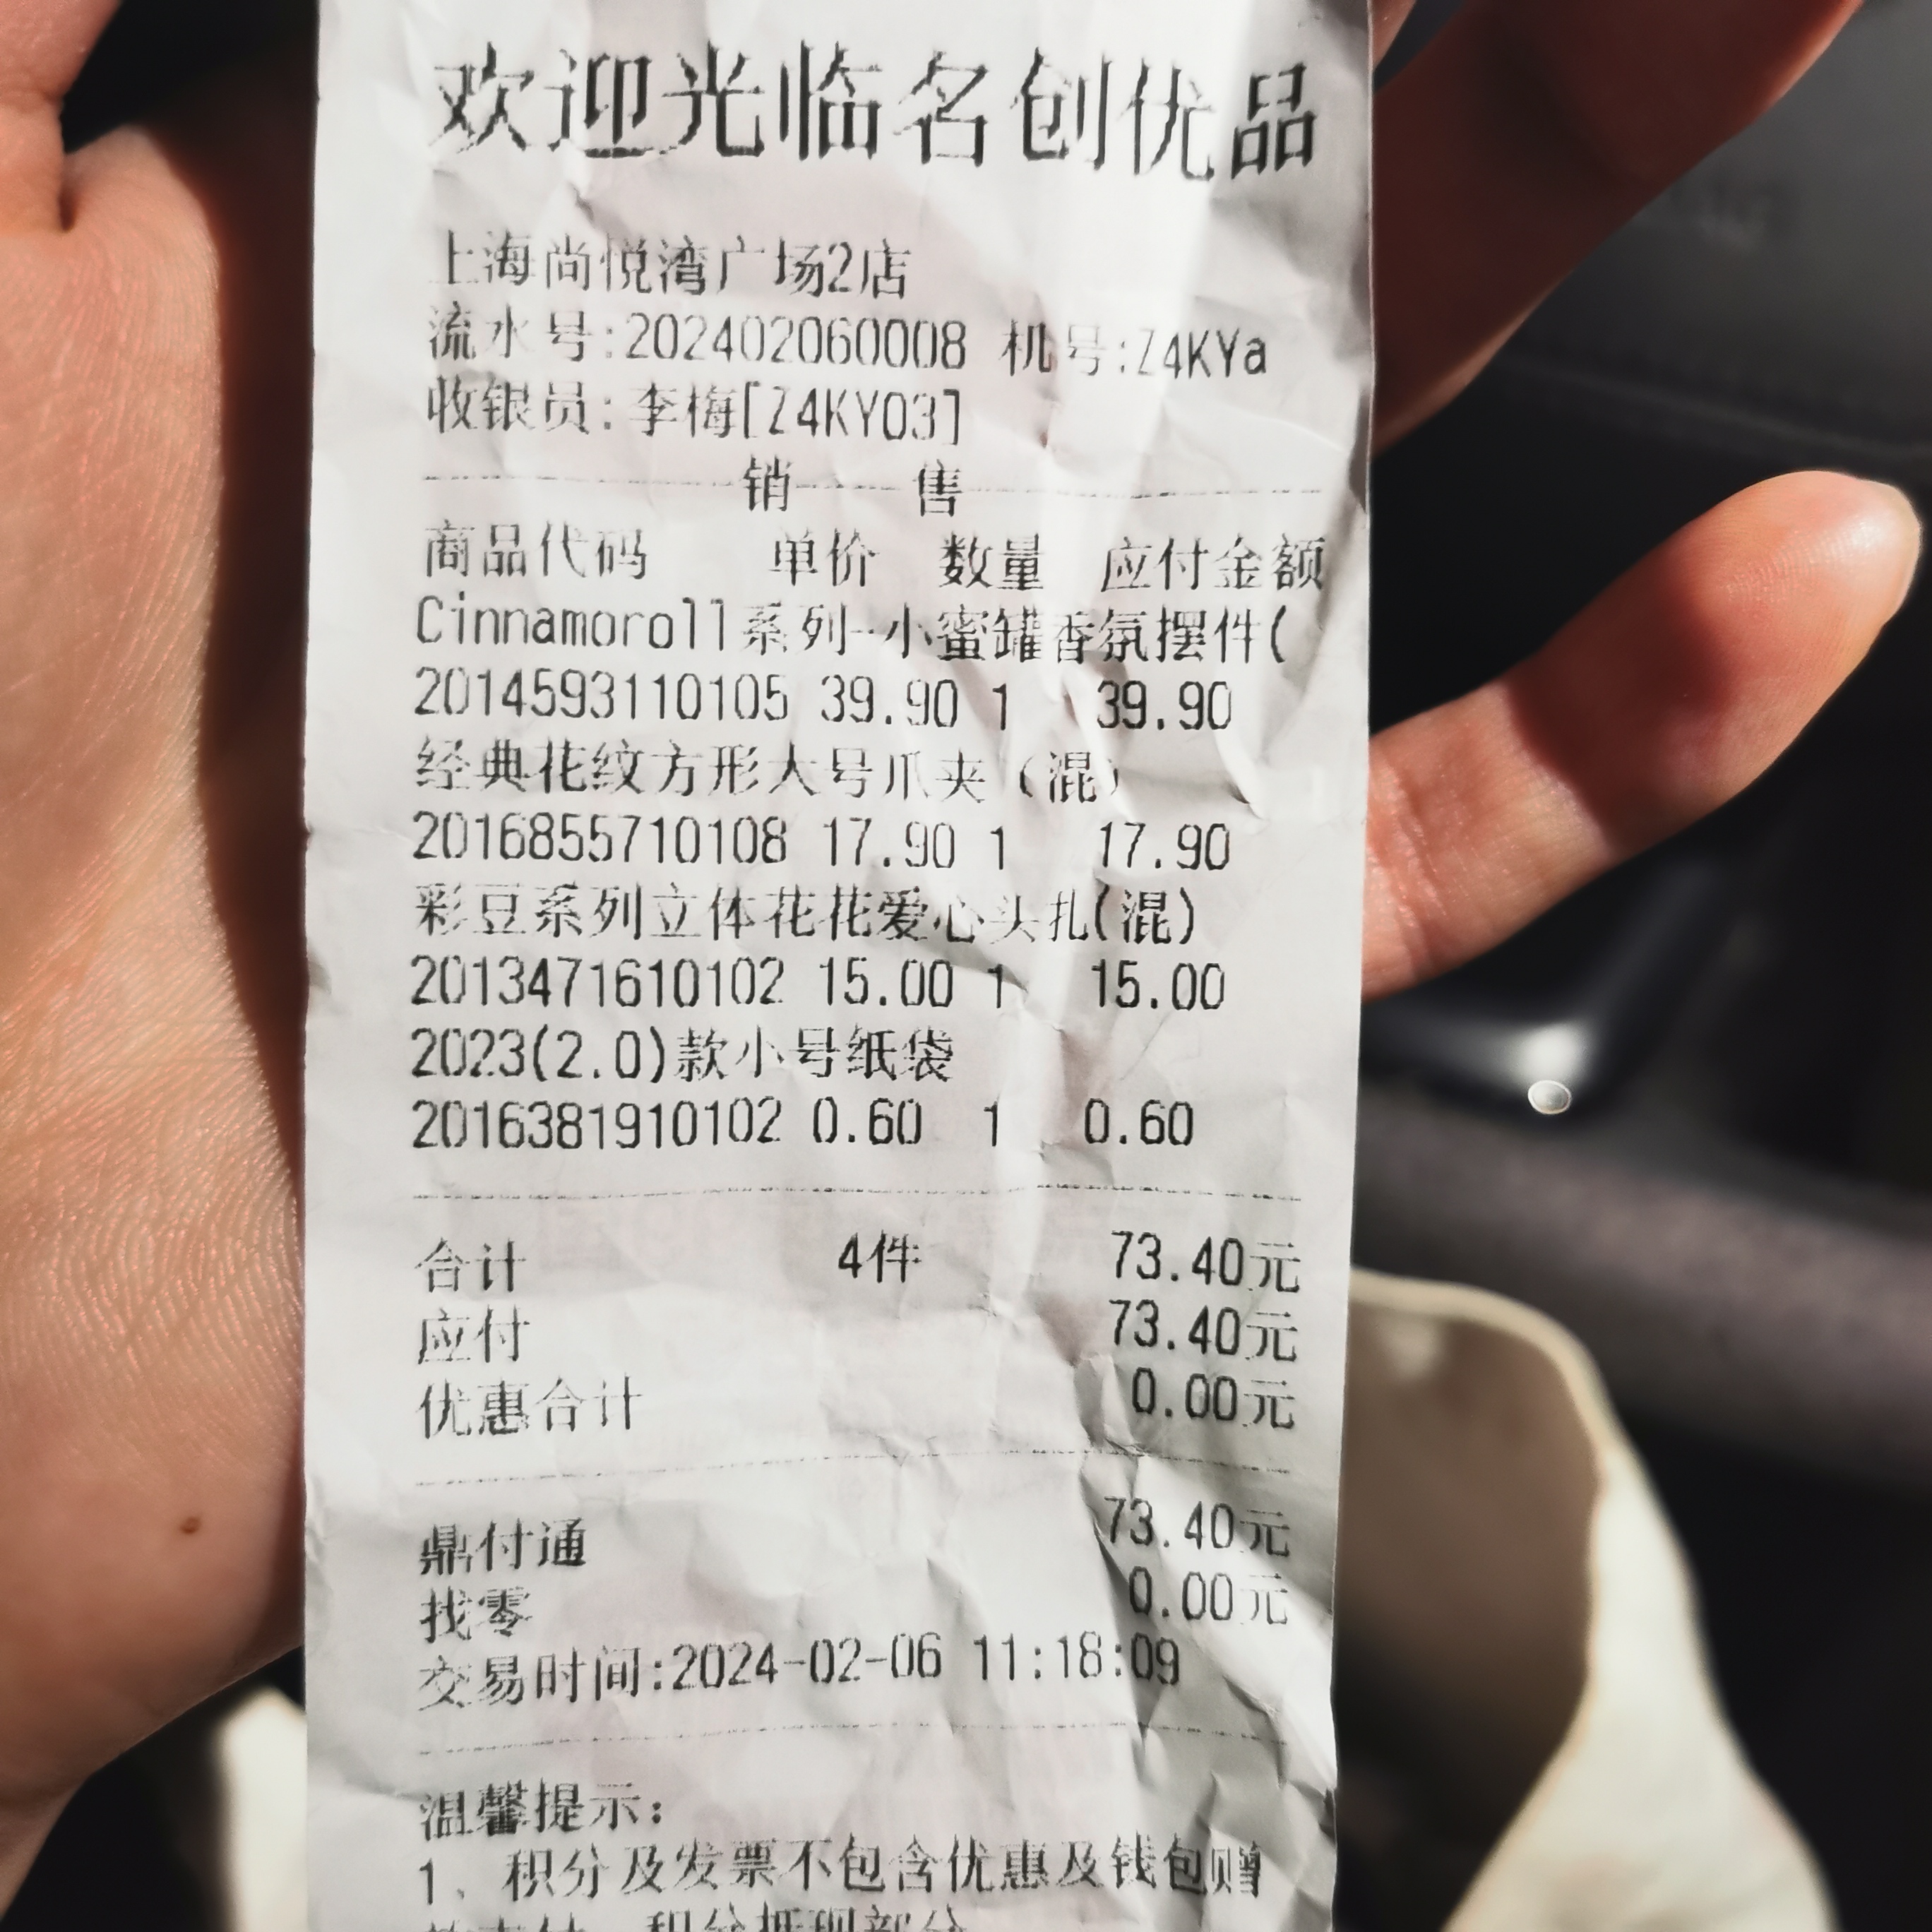 欢迎光临名创优品
上海尚悦湾广场2店
流水号:202402060008 机号:Z4KYa
收银员:李梅[Z4KY03]
销 售
商品代码 单价 数量 应付金额
Cinnamoroll系列-小蜜罐香氛摆件(
2014593110105 39.90 1 39.90
经典花纹方形大号爪夹（混）
2016855710108 17.90 1 17.90
彩豆系列立体花花爱心头扎(混)
2013471610102 15.00 1 15.00
2023(2.0)款小号纸袋
2016381910102 0.60 1 0.60
合计 4件 73.40元
应付 73.40元
优惠合计 0.00元
鼎付通 73.40元
找零 0.00元
交易时间:2024-02-06 11:18:09
温馨提示：
1、积分及发票不包含优惠及钱包赠
积分抵现部分